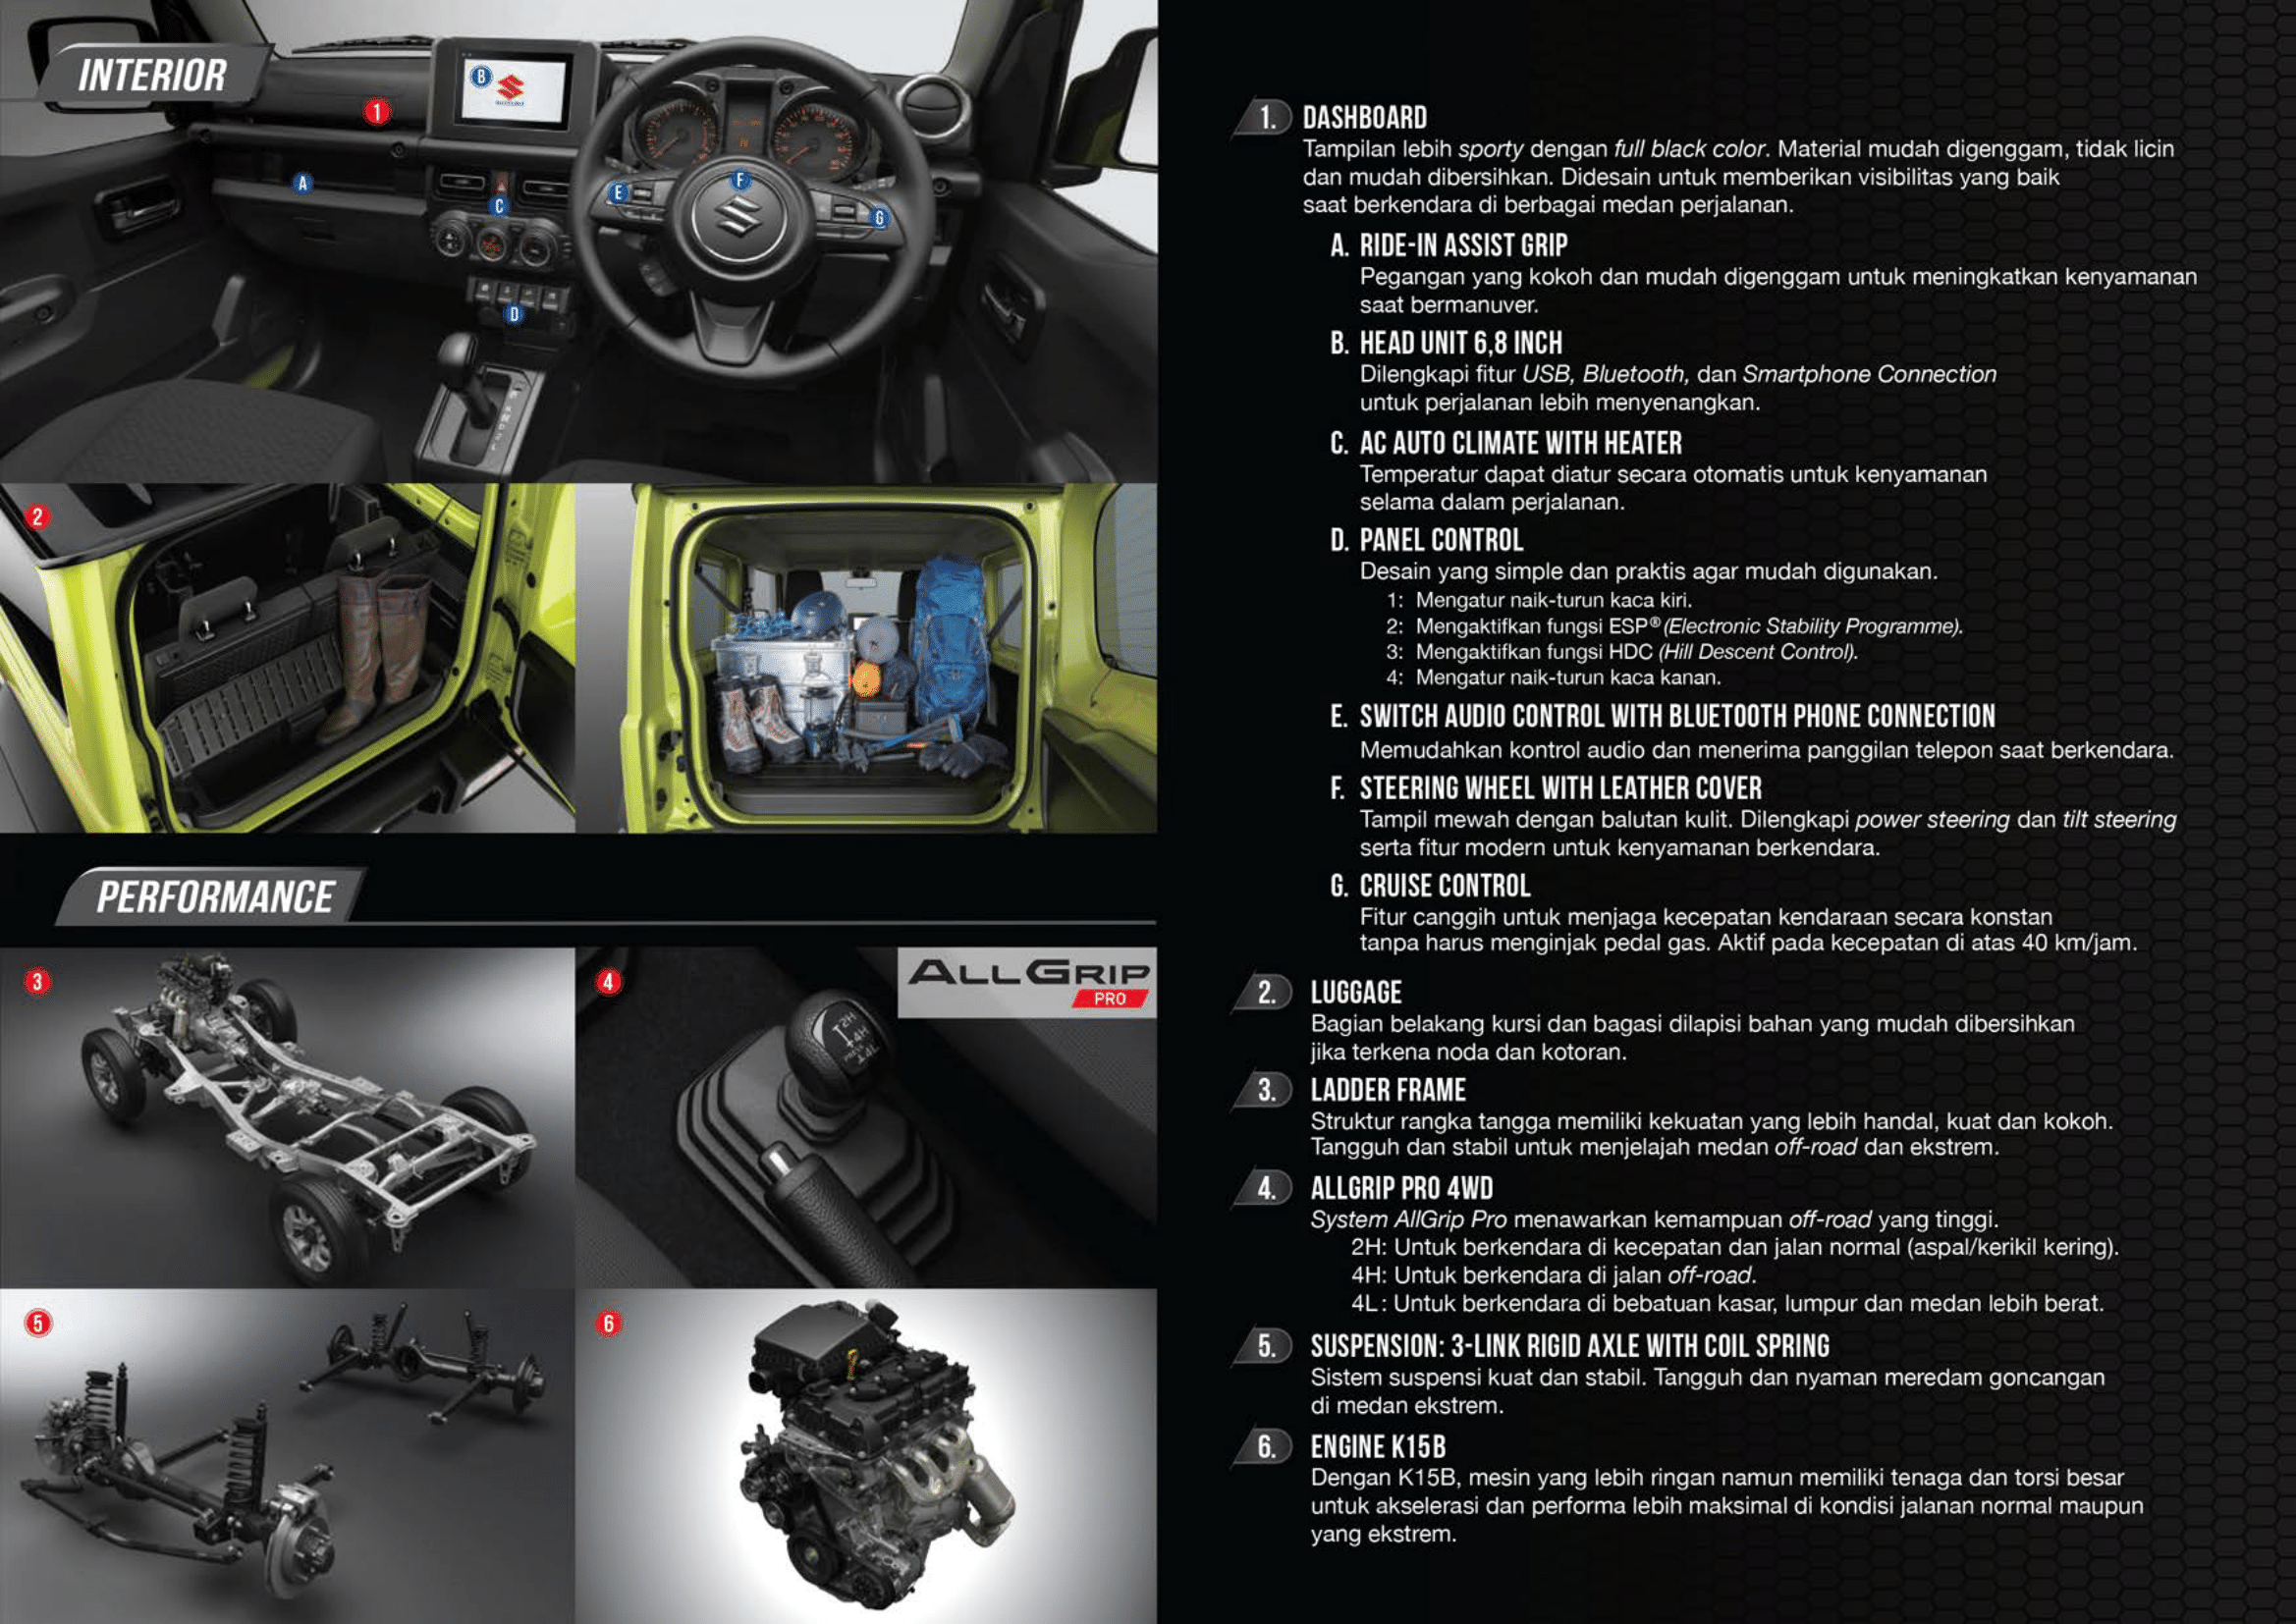 INTERIOR
1
B
A
C
D
E
F
G
2
PERFORMANCE
3
4
ALLGRIP
PRO
2H
4H
4L
5
6
1. DASHBOARD
Tampilan lebih sporty dengan full black color. Material mudah digenggam, tidak licin
dan mudah dibersihkan. Didesain untuk memberikan visibilitas yang baik
saat berkendara di berbagai medan perjalanan.
A. RIDE-IN ASSIST GRIP
Pegangan yang kokoh dan mudah digenggam untuk meningkatkan kenyamanan
saat bermanuver.
B. HEAD UNIT 6,8 INCH
Dilengkapi fitur USB, Bluetooth, dan Smartphone Connection
untuk perjalanan lebih menyenangkan.
C. AC AUTO CLIMATE WITH HEATER
Temperatur dapat diatur secara otomatis untuk kenyamanan
selama dalam perjalanan.
D. PANEL CONTROL
Desain yang simple dan praktis agar mudah digunakan.
1: Mengatur naik-turun kaca kiri.
2: Mengaktifkan fungsi ESP® (Electronic Stability Programme).
3: Mengaktifkan fungsi HDC (Hill Descent Control).
4: Mengatur naik-turun kaca kanan.
E. SWITCH AUDIO CONTROL WITH BLUETOOTH PHONE CONNECTION
Memudahkan kontrol audio dan menerima panggilan telepon saat berkendara.
F. STEERING WHEEL WITH LEATHER COVER
Tampil mewah dengan balutan kulit. Dilengkapi power steering dan tilt steering
serta fitur modern untuk kenyamanan berkendara.
G. CRUISE CONTROL
Fitur canggih untuk menjaga kecepatan kendaraan secara konstan
tanpa harus menginjak pedal gas. Aktif pada kecepatan di atas 40 km/jam.
2. LUGGAGE
Bagian belakang kursi dan bagasi dilapisi bahan yang mudah dibersihkan
jika terkena noda dan kotoran.
3. LADDER FRAME
Struktur rangka tangga memiliki kekuatan yang lebih handal, kuat dan kokoh.
Tangguh dan stabil untuk menjelajah medan off-road dan ekstrem.
4. ALLGRIP PRO 4WD
System AllGrip Pro menawarkan kemampuan off-road yang tinggi.
2H: Untuk berkendara di kecepatan dan jalan normal (aspal/kerikil kering).
4H: Untuk berkendara di jalan off-road.
4L: Untuk berkendara di bebatuan kasar, lumpur dan medan lebih berat.
5. SUSPENSION: 3-LINK RIGID AXLE WITH COIL SPRING
Sistem suspensi kuat dan stabil. Tangguh dan nyaman meredam goncangan
di medan ekstrem.
6. ENGINE K15B
Dengan K15B, mesin yang lebih ringan namun memiliki tenaga dan torsi besar
untuk akselerasi dan performa lebih maksimal di kondisi jalanan normal maupun
yang ekstrem.